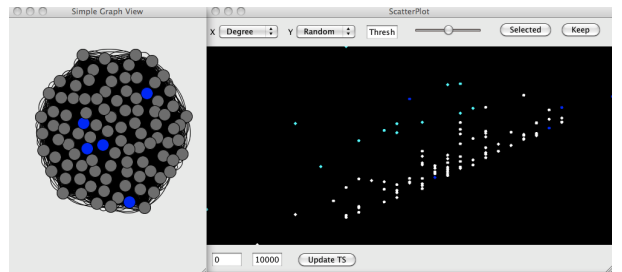 Simple Graph View
ScatterPlot
X Degree Y Random Thresh Selected Keep
0 10000 Update TS